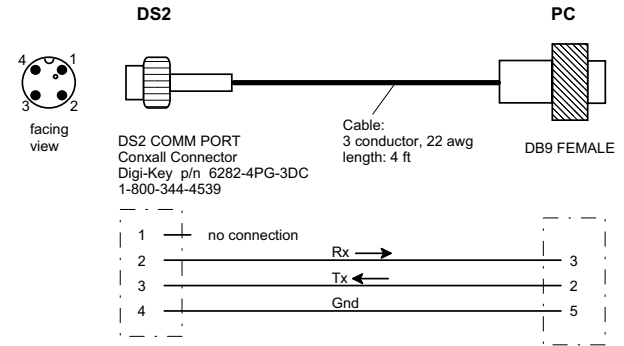 DS2
PC
4 1
3 2
facing
view
DS2 COMM PORT
Conxall Connector
Digi-Key p/n 6282-4PG-3DC
1-800-344-4539
Cable:
3 conductor, 22 awg
length: 4 ft
DB9 FEMALE
1 no connection
2 Rx 3
3 Tx 2
4 Gnd 5